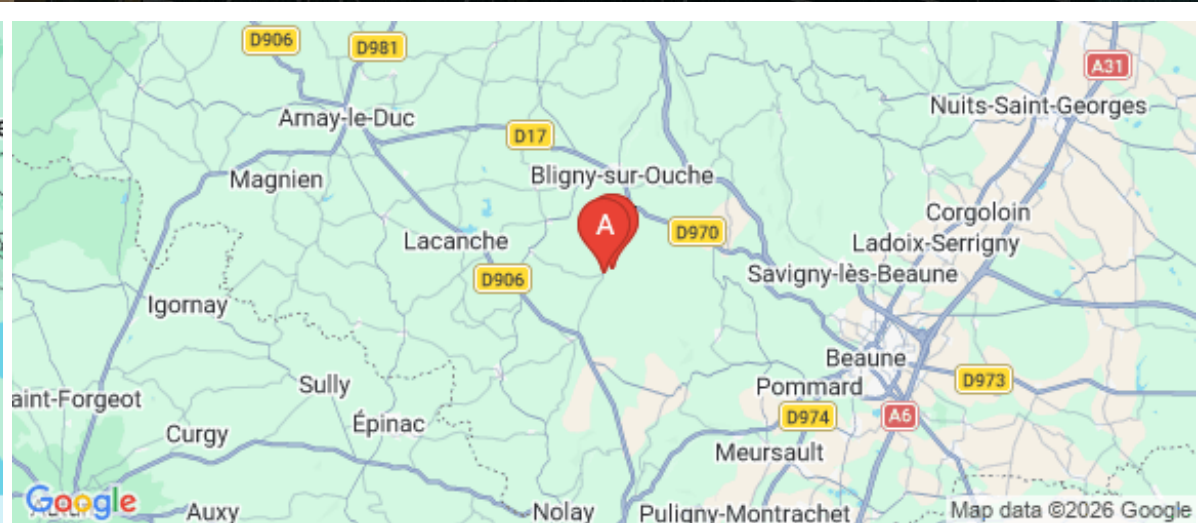 D906
D981
A31
Arnay-le-Duc
Nuits-Saint-Georges
D17
Magnien
Bligny-sur-Ouche
A
Corgoloin
Lacanche
D970
Ladoix-Serrigny
D906
Savigny-lès-Beaune
Igornay
Beaune
Sully
Pommard
D973
aint-Forgeot
Épinac
D974
A6
Curgy
Meursault
Google
Auxy
Nolay
Puligny-Montrachet
Map data ©2026 Google